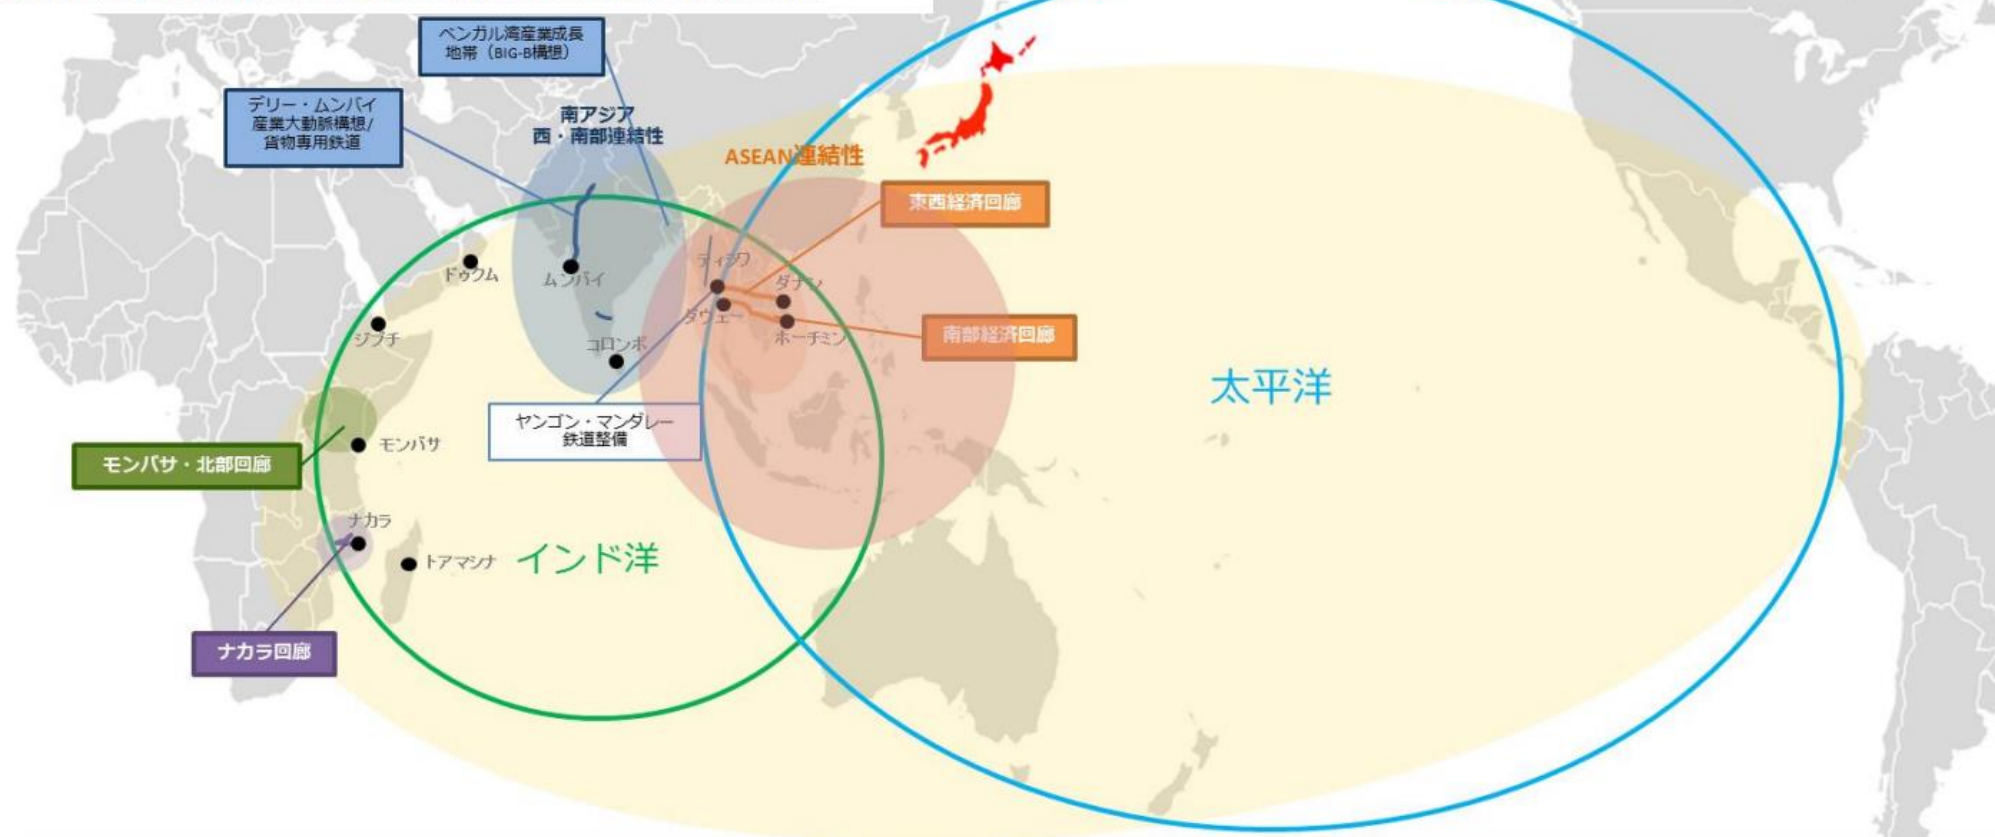 ベンガル湾産業成長
地帯（BIG-B構想）
デリー・ムンバイ
産業大動脈構想/
貨物専用鉄道
南アジア
西・南部連結性
ASEAN連結性
東西経済回廊
ドゥクム
ムンバイ
ティラワ
ダナン
ダウェー
ジブチ
コロンボ
ホーチミン
南部経済回廊
太平洋
ヤンゴン・マンダレー
鉄道整備
モンバサ
モンバサ・北部回廊
ナカラ
トアマシナ
インド洋
ナカラ回廊